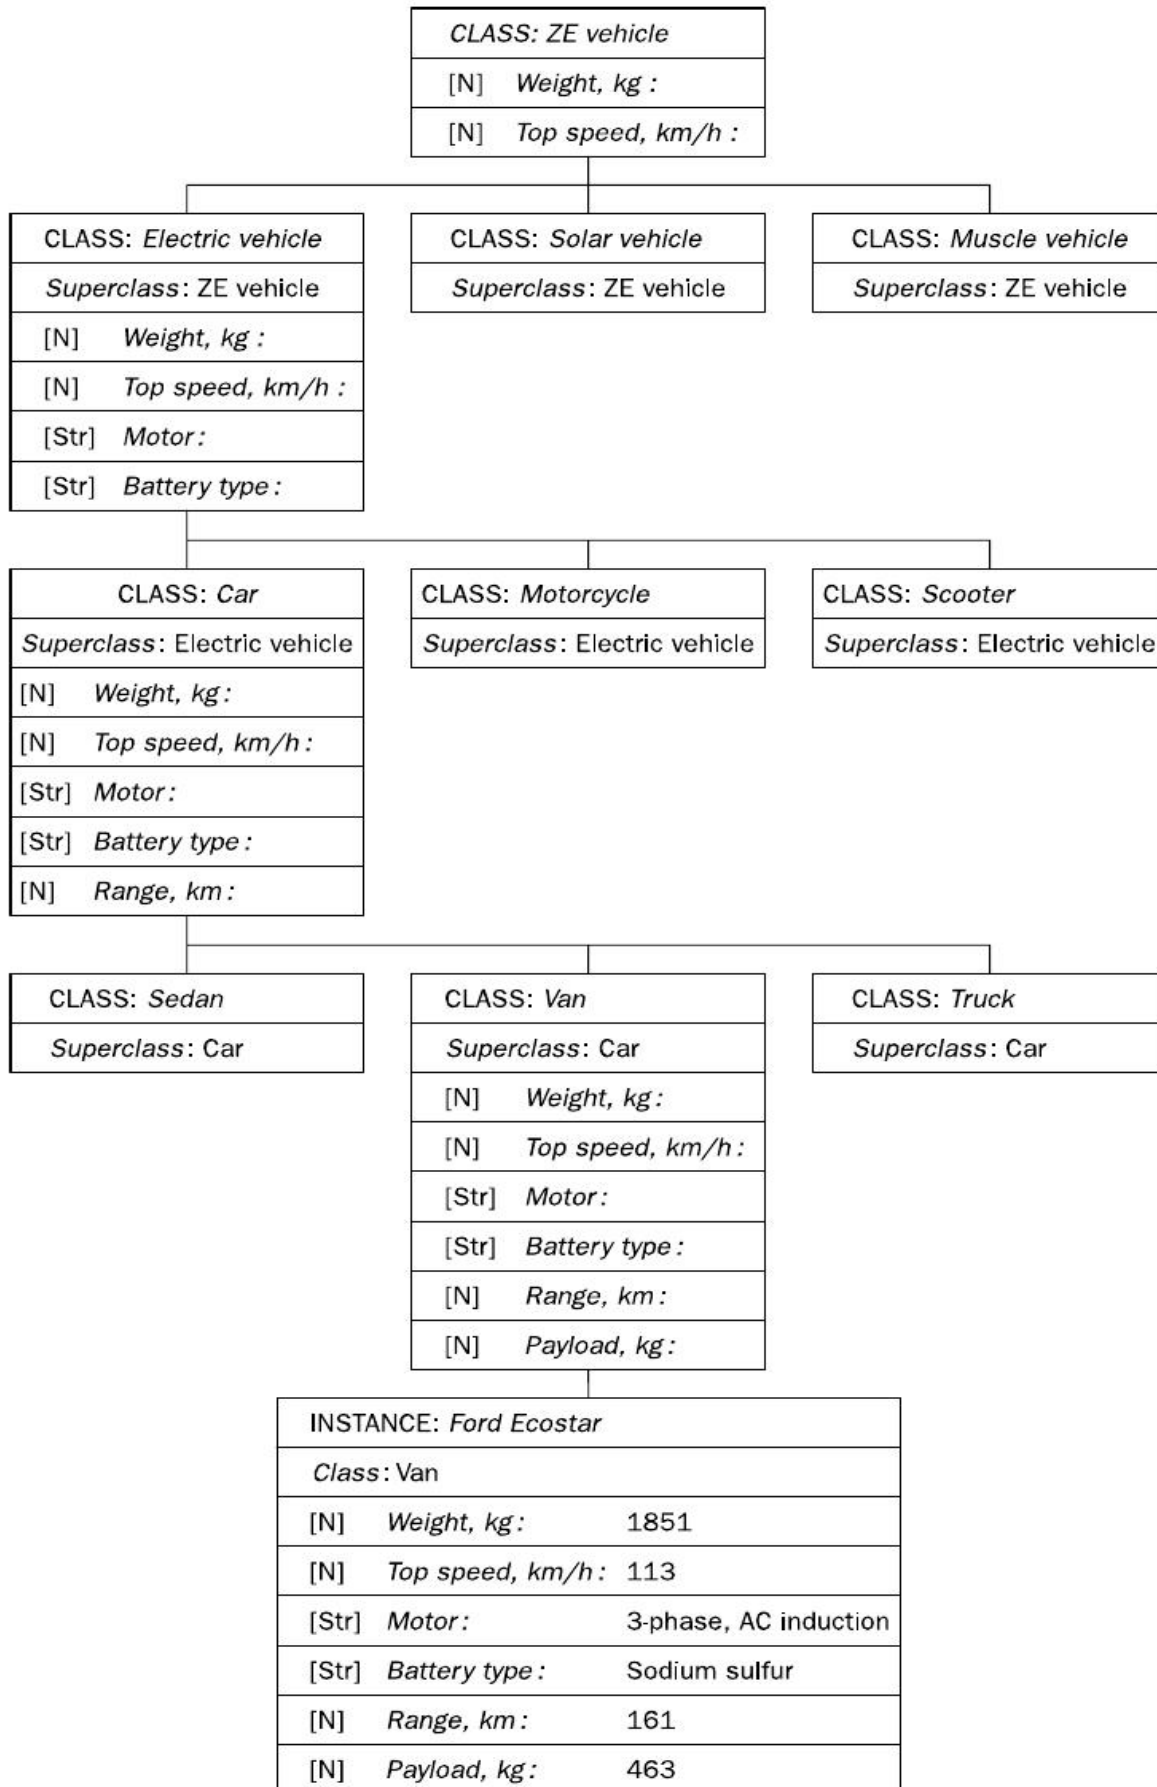 CLASS: ZE vehicle
[N] Weight, kg :
[N] Top speed, km/h :
CLASS: Electric vehicle
Superclass: ZE vehicle
[N] Weight, kg :
[N] Top speed, km/h :
[Str] Motor:
[Str] Battery type:
CLASS: Solar vehicle
Superclass: ZE vehicle
CLASS: Muscle vehicle
Superclass: ZE vehicle
CLASS: Car
Superclass: Electric vehicle
[N] Weight, kg:
[N] Top speed, km/h:
[Str] Motor:
[Str] Battery type:
[N] Range, km:
CLASS: Motorcycle
Superclass: Electric vehicle
CLASS: Scooter
Superclass: Electric vehicle
CLASS: Sedan
Superclass: Car
CLASS: Van
Superclass: Car
[N] Weight, kg:
[N] Top speed, km/h:
[Str] Motor:
[Str] Battery type:
[N] Range, km:
[N] Payload, kg:
CLASS: Truck
Superclass: Car
INSTANCE: Ford Ecostar
Class: Van
[N] Weight, kg: 1851
[N] Top speed, km/h: 113
[Str] Motor: 3-phase, AC induction
[Str] Battery type: Sodium sulfur
[N] Range, km: 161
[N] Payload, kg: 463